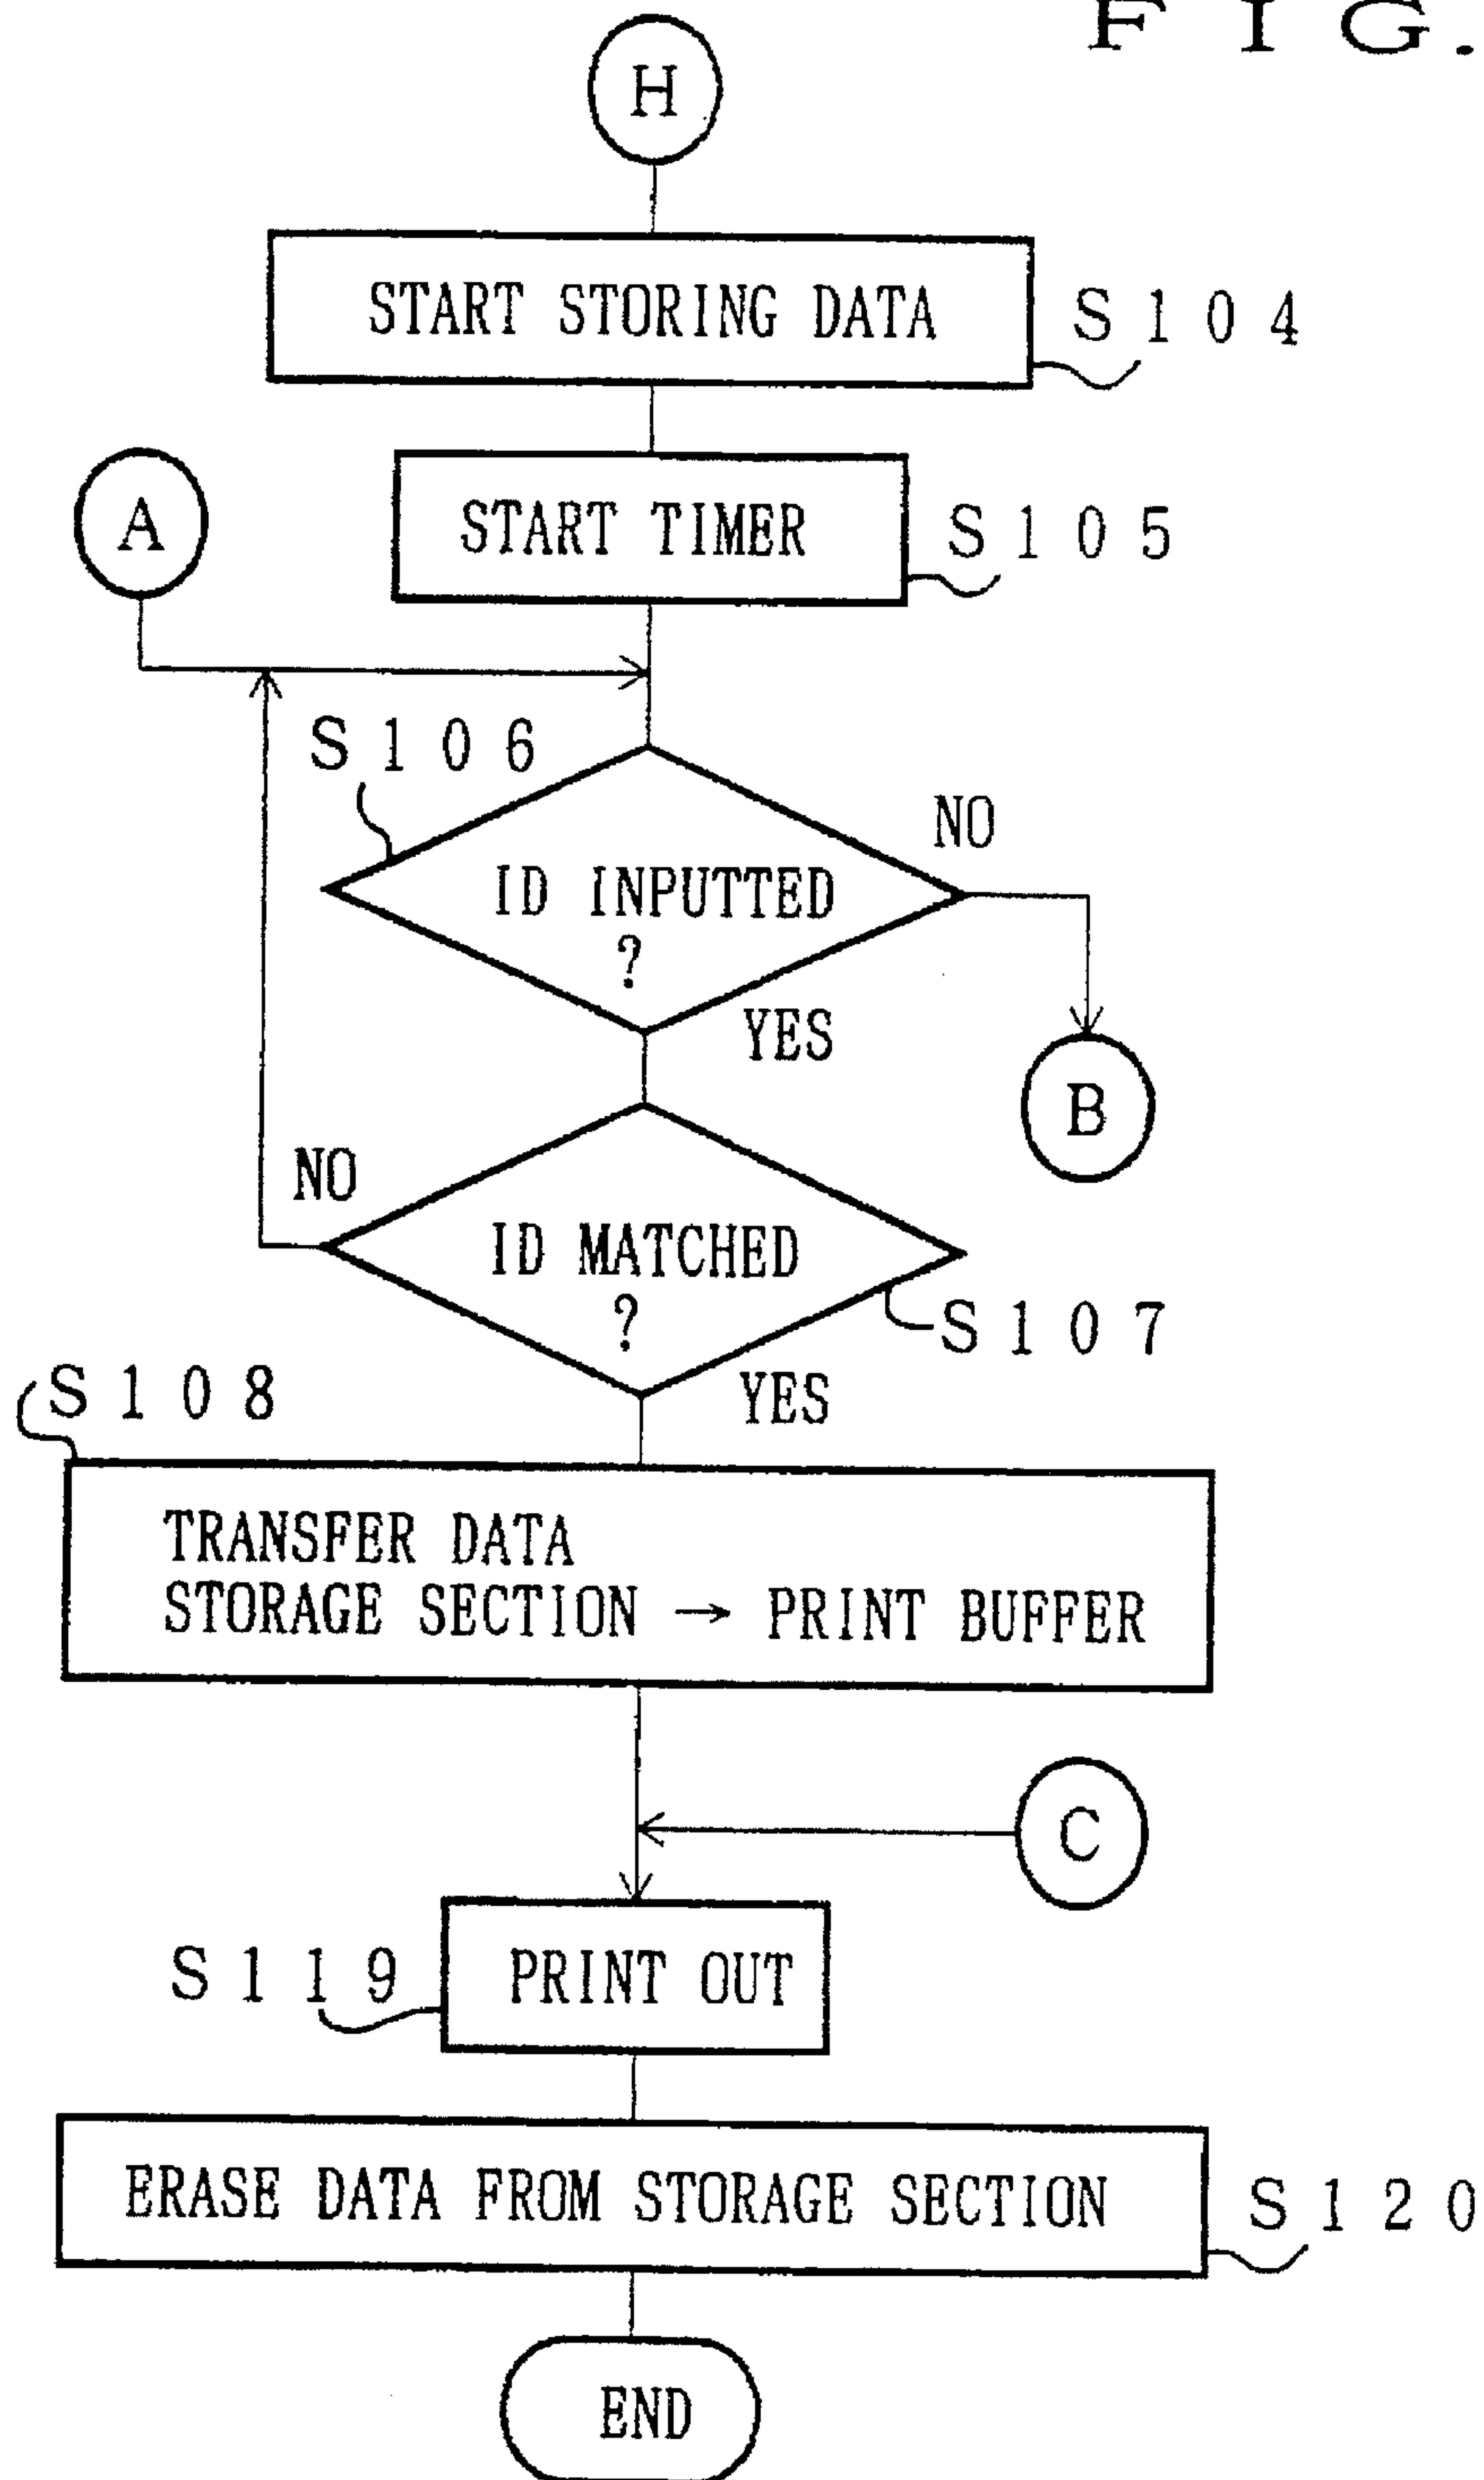 F I G.
H
START STORING DATA
S 1 0 4
A
START TIMER
S 1 0 5
S 1 0 6
NO
ID INPUTTED
?
YES
B
NO
ID MATCHED
?
S 1 0 7
YES
S 1 0 8
TRANSFER DATA
STORAGE SECTION → PRINT BUFFER
C
S 1 1 9
PRINT OUT
ERASE DATA FROM STORAGE SECTION
S 1 2 0
END